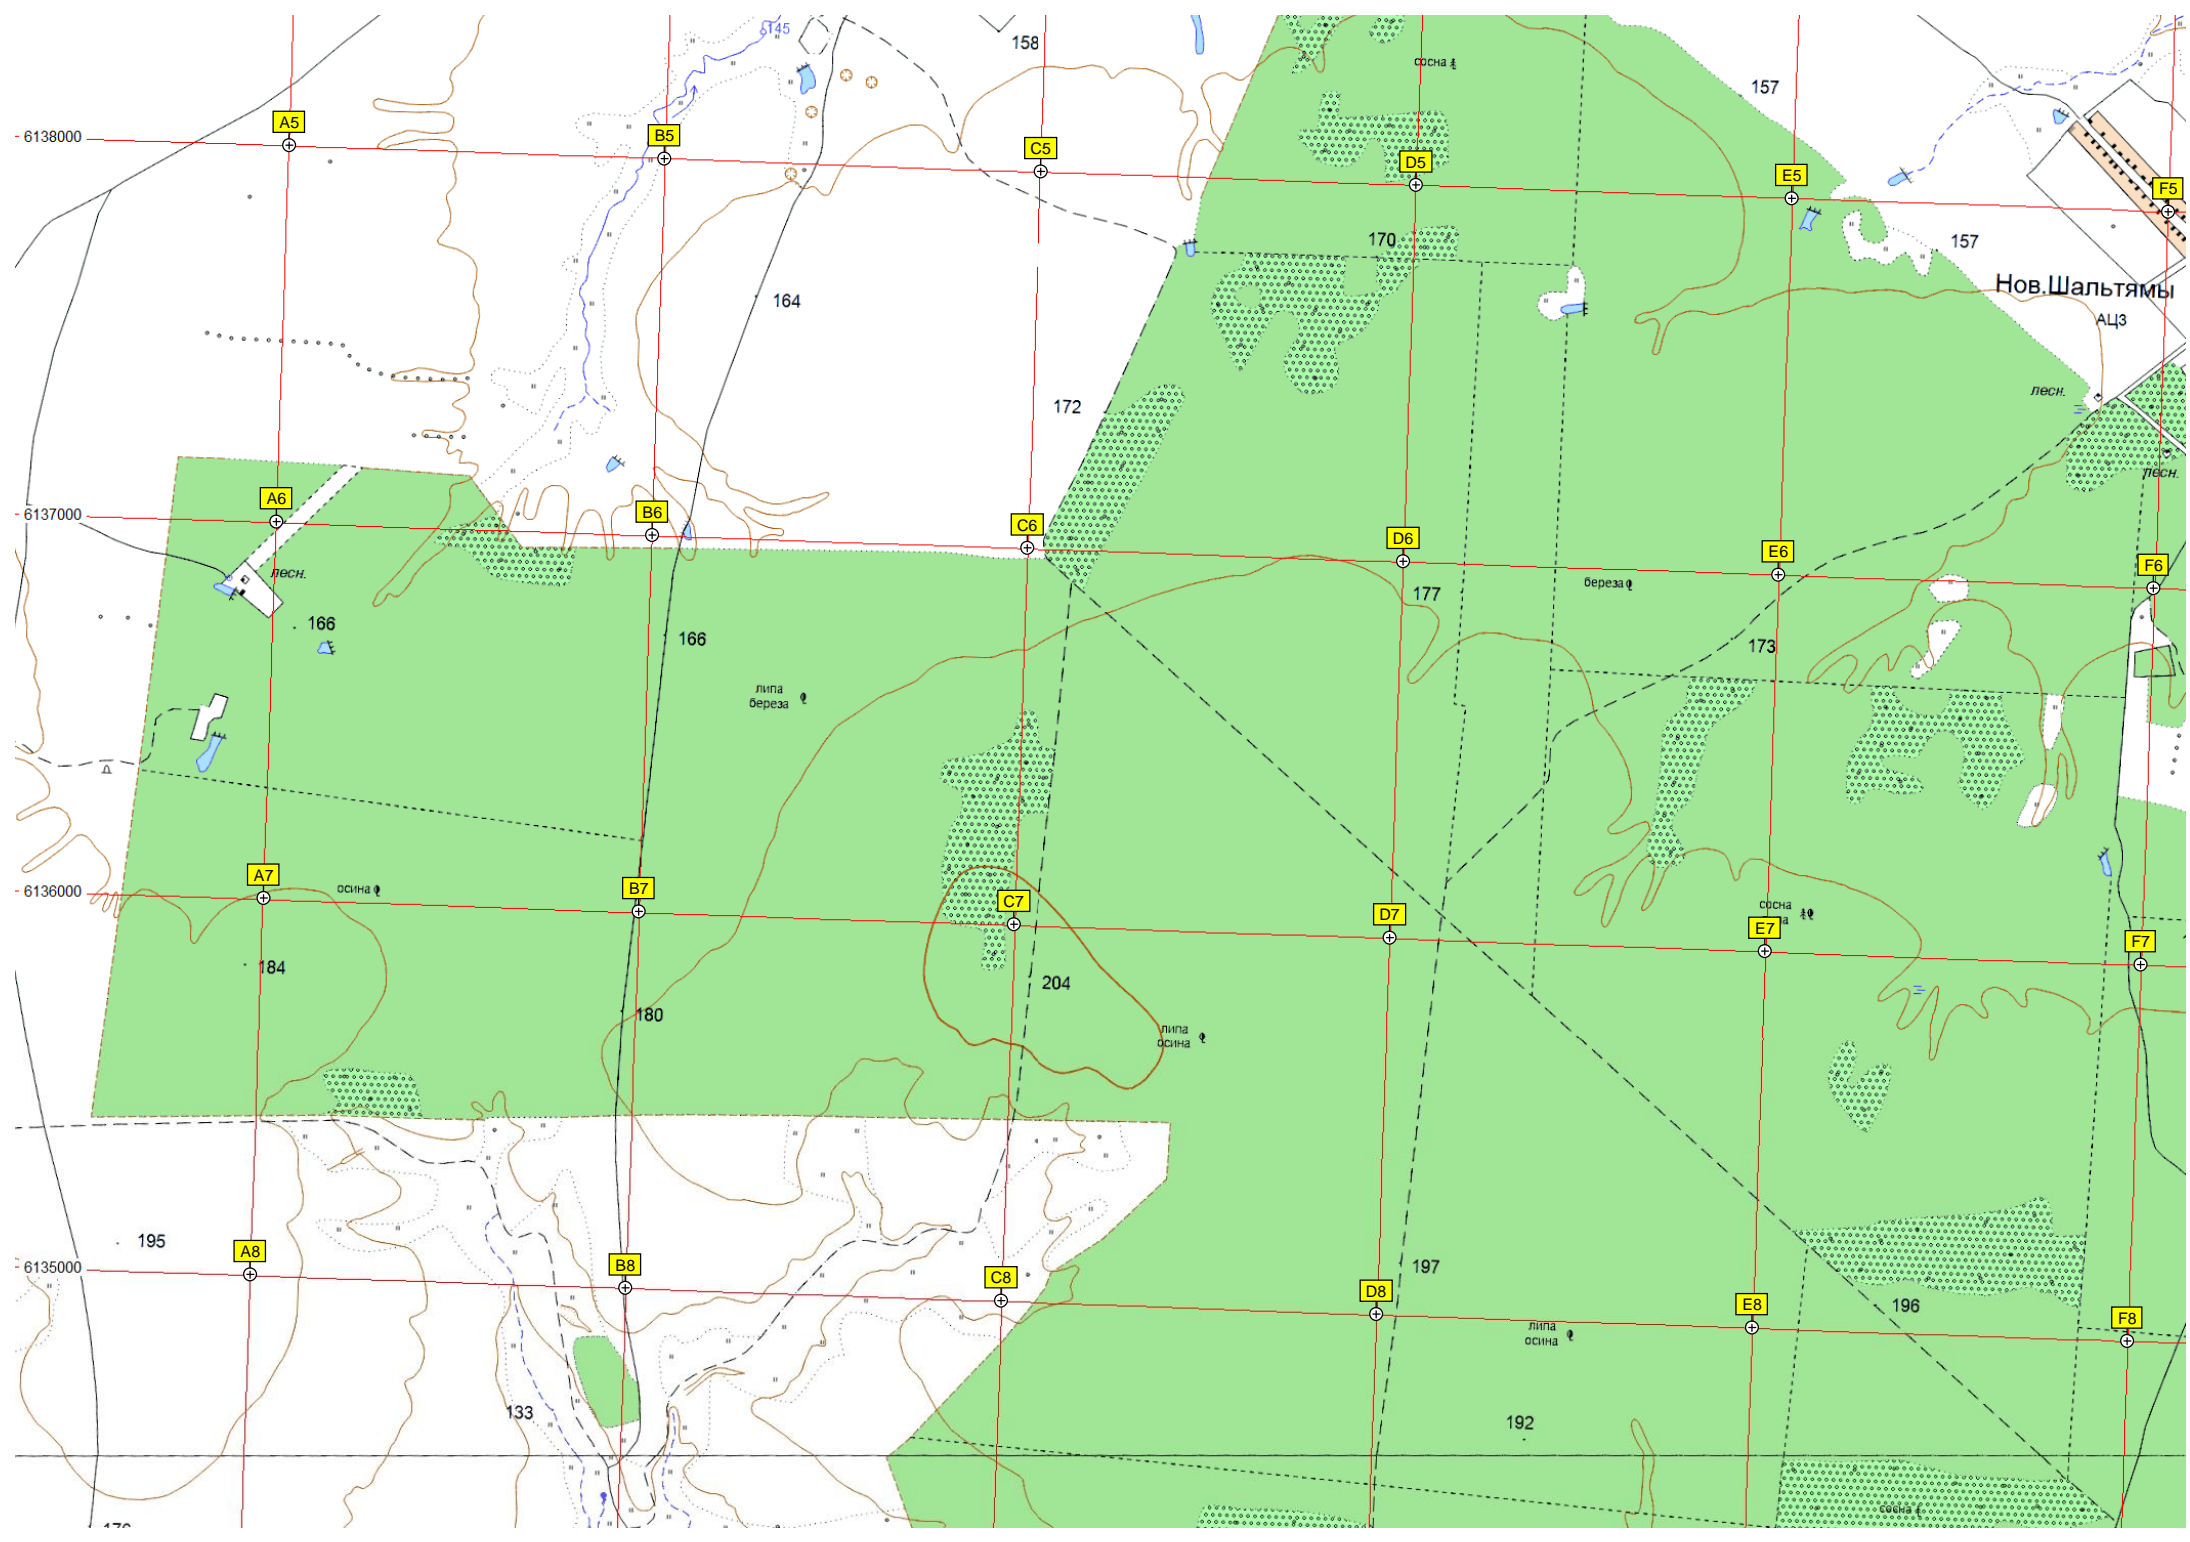 145
158
сосна
157
A5
6138000
B5
C5
D5
E5
F5
170
157
164
Нов.Шальтямы
АЦЗ
172
лесн.
лесн.
A6
6137000
B6
C6
D6
E6
F6
лесн.
береза
177
166
166
173
липа
береза
A7
6136000
осина
B7
C7
D7
сосна
E7
F7
184
204
180
липа
осина
195
A8
6135000
B8
C8
D8
E8
F8
197
196
липа
осина
133
192
сосна